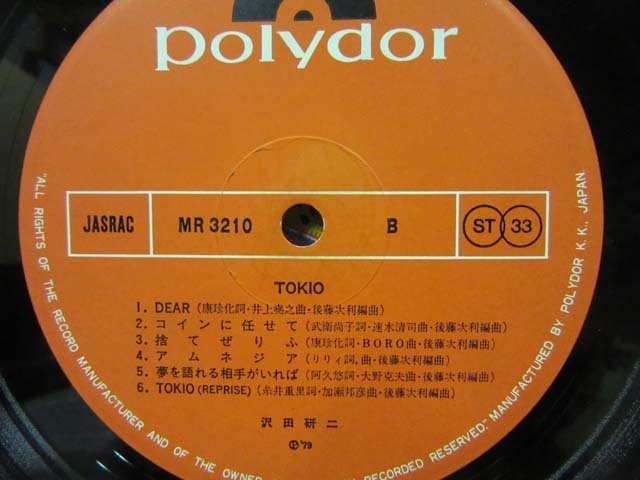 polydor
JASRAC MR 3210 B ST 33
TOKIO
1. DEAR (康珍化詞・井上堯之曲・後藤次利編曲)
2. コインに任せて (武衛尚子詞・速水清司曲・後藤次利編曲)
3. 捨てぜりふ (康珍化詞・BORO曲・後藤次利編曲)
4. アムネジア (りりィ詞,曲・後藤次利編曲)
5. 夢を語れる相手がいれば (阿久悠詞・大野克夫曲・後藤次利編曲)
6. TOKIO (REPRISE) (糸井重里詞・加瀬邦彦曲・後藤次利編曲)
沢田研二
Ⓟ'79
"ALL RIGHTS OF THE RECORD MANUFACTURER AND OF THE OWNER RECORDED RESERVED," MANUFACTURED BY POLYDOR K.K., JAPAN.